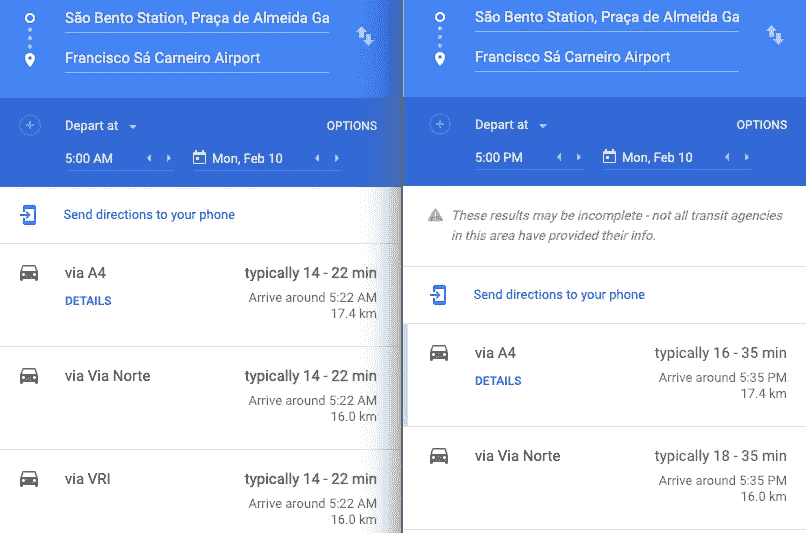 São Bento Station, Praça de Almeida Ga
Francisco Sá Carneiro Airport
Depart at
OPTIONS
5:00 AM
Mon, Feb 10
Send directions to your phone
via A4
typically 14 - 22 min
DETAILS
Arrive around 5:22 AM
17.4 km
via Via Norte
typically 14 - 22 min
Arrive around 5:22 AM
16.0 km
via VRI
typically 14 - 22 min
Arrive around 5:22 AM
16.0 km
São Bento Station, Praça de Almeida Ga
Francisco Sá Carneiro Airport
Depart at
OPTIONS
5:00 PM
Mon, Feb 10
These results may be incomplete - not all transit agencies
in this area have provided their info.
Send directions to your phone
via A4
typically 16 - 35 min
DETAILS
Arrive around 5:35 PM
17.4 km
via Via Norte
typically 18 - 35 min
Arrive around 5:35 PM
16.0 km